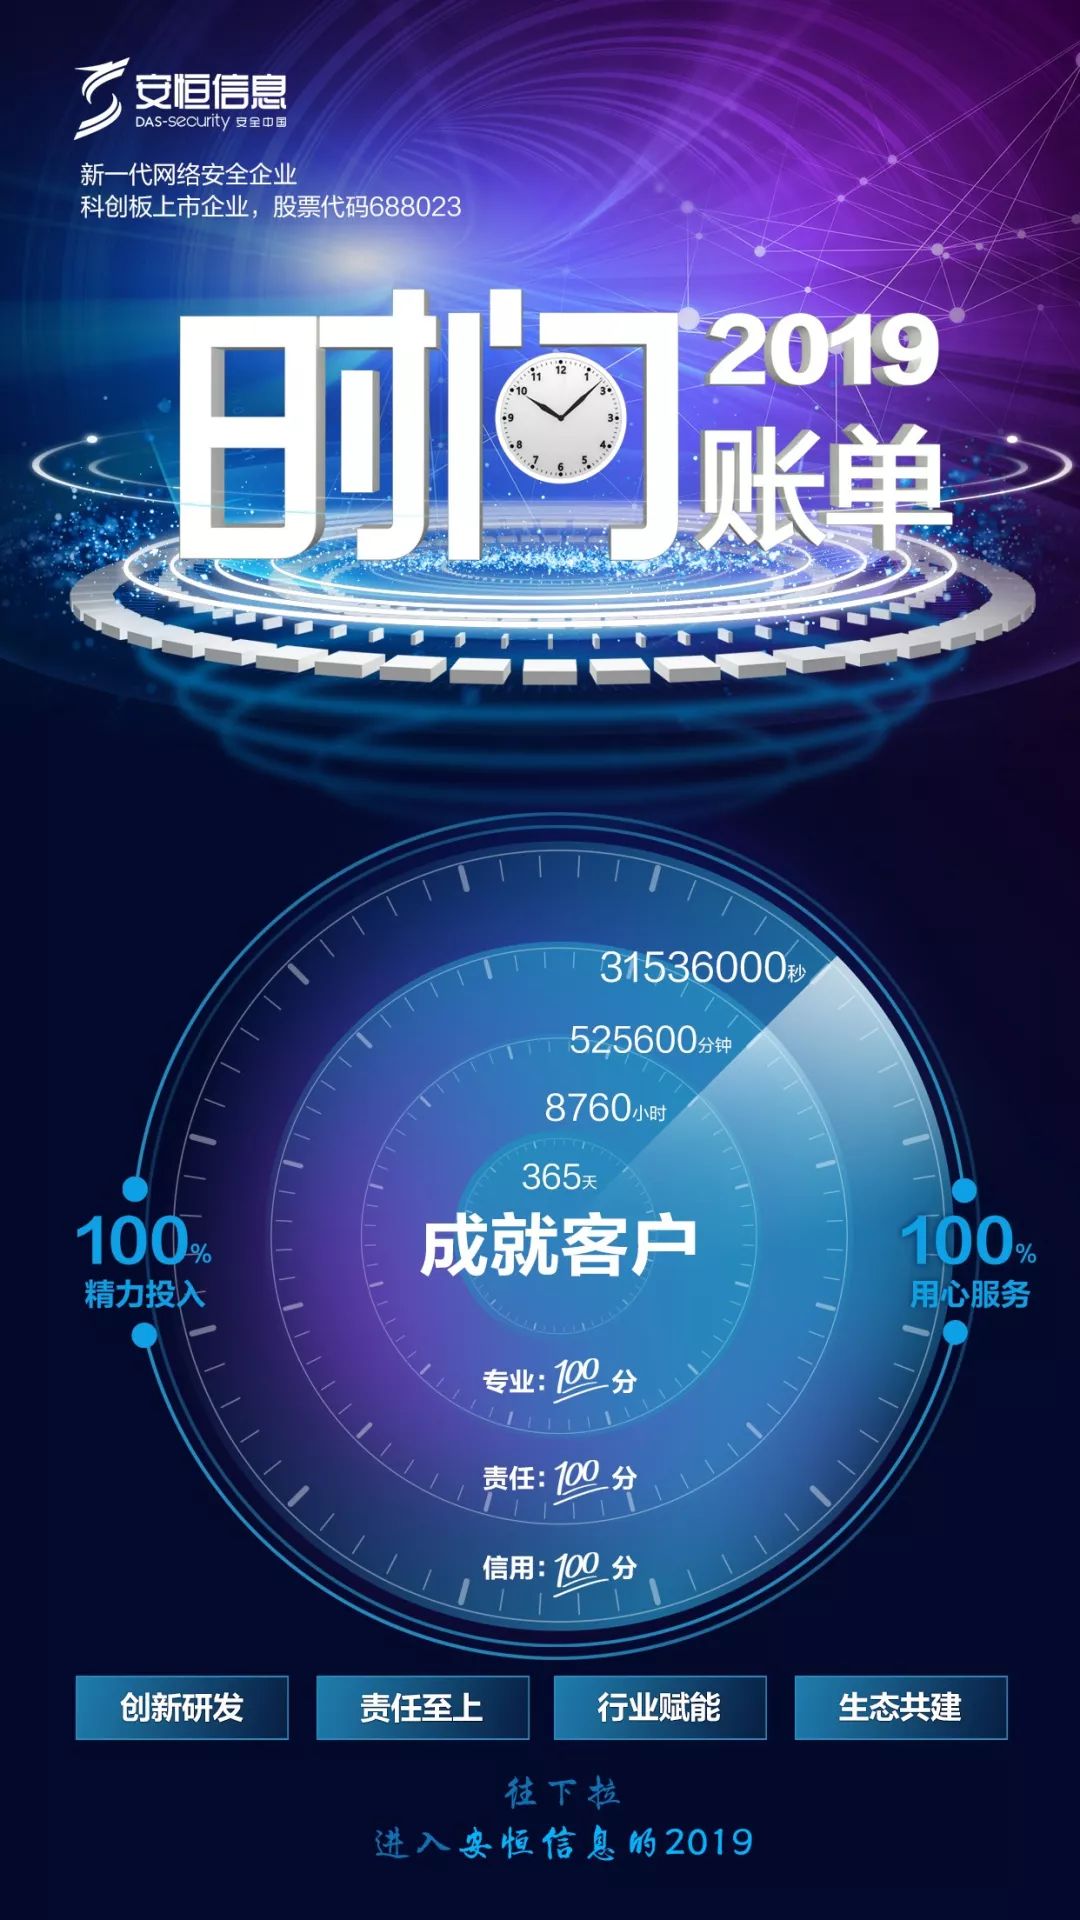 安恒信息
DAS-security 安全中国
新一代网络安全企业
科创板上市企业，股票代码688023
时间
2019
账单
12
11
1
10
3
9
3
8
4
7
5
6
31536000秒
525600分钟
8760小时
365天
成就客户
100%
精力投入
100%
用心服务
专业：100分
责任：100分
信用：100分
创新研发
责任至上
行业赋能
生态共建
往下拉
进入安恒信息的2019